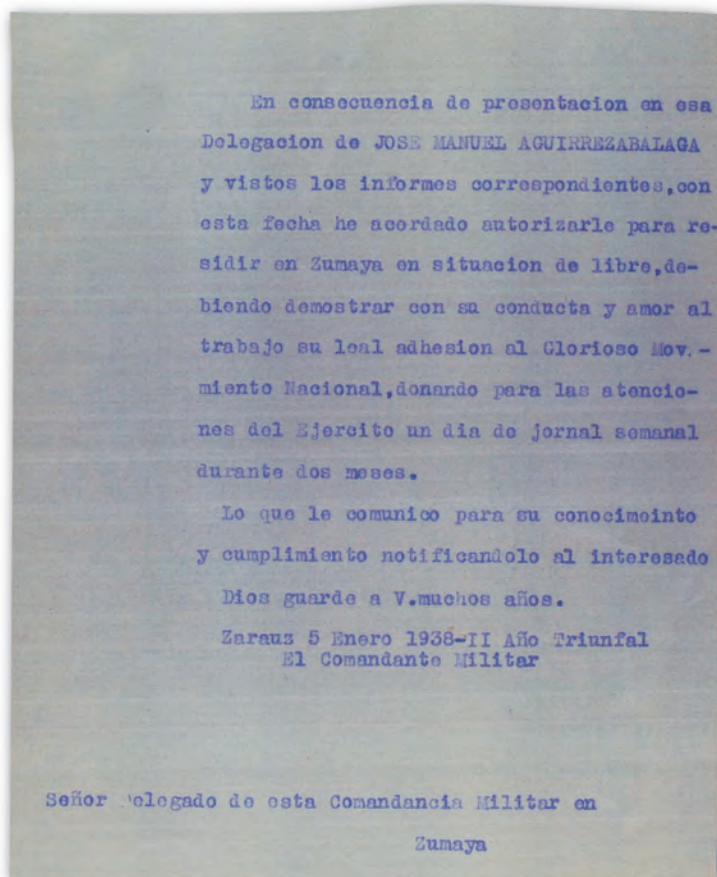 En consecuencia de presentacion en esa
Delegacion de JOSE MANUEL AGUIRREZABALAGA
y vistos los informes correspondientes,con
esta fecha he acordado autorizarle para re-
sidir en Zumaya en situacion de libre,de-
biendo demostrar con su conducta y amor al
trabajo su leal adhesion al Glorioso Mov.-
miento Nacional,donando para las atencio-
nes del Ejercito un dia de jornal semanal
durante dos meses.
Lo que le comunico para su conocimeinto
y cumplimiento notificandolo al interesado
Dios guarde a V.muchos años.
Zarauz 5 Enero 1938-II Año Triunfal
El Comandante Militar
Señor Delegado de esta Comandancia Militar en
Zumaya